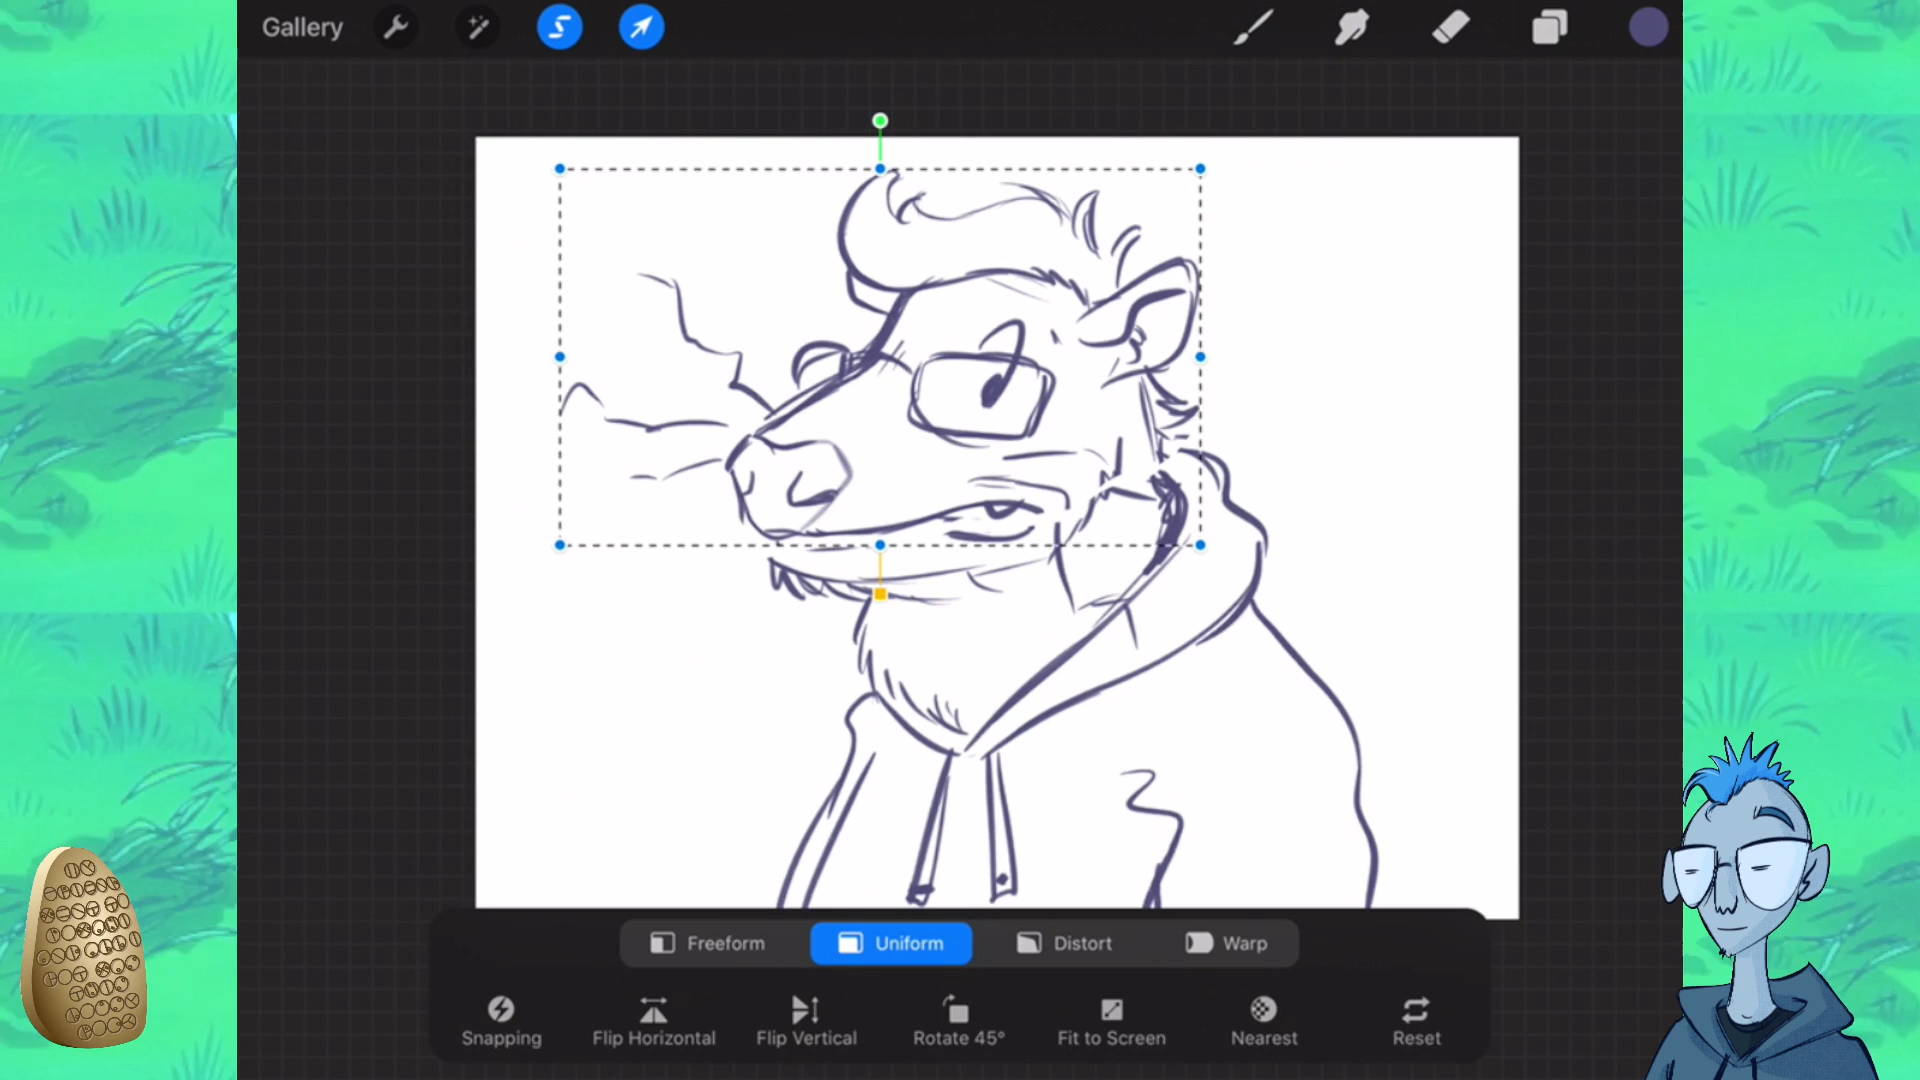 Gallery
Freeform Uniform Distort Warp
Snapping Flip Horizontal Flip Vertical Rotate 45° Fit to Screen Nearest Reset